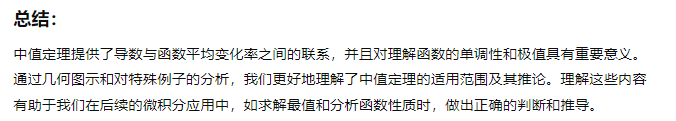 总结：
中值定理提供了导数与函数平均变化率之间的联系，并且对理解函数的单调性和极值具有重要意义。
通过几何图示和对特殊例子的分析，我们更好地理解了中值定理的适用范围及其推论。理解这些内容
有助于我们在后续的微积分应用中，如求解最值和分析函数性质时，做出正确的判断和推导。